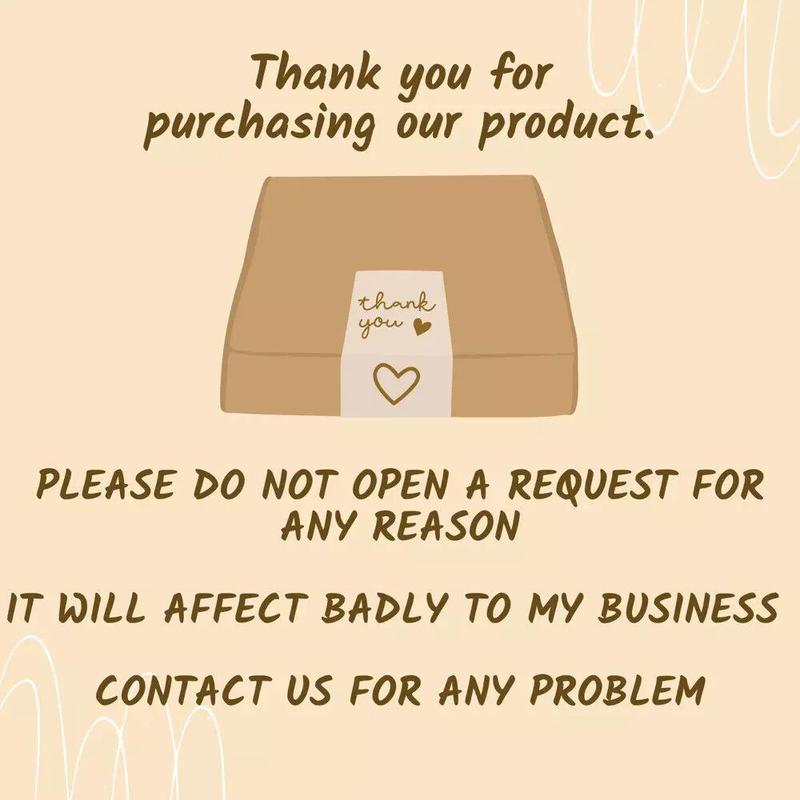 Thank you for
purchasing our product.
thank
you
PLEASE DO NOT OPEN A REQUEST FOR
ANY REASON
IT WILL AFFECT BADLY TO MY BUSINESS
CONTACT US FOR ANY PROBLEM